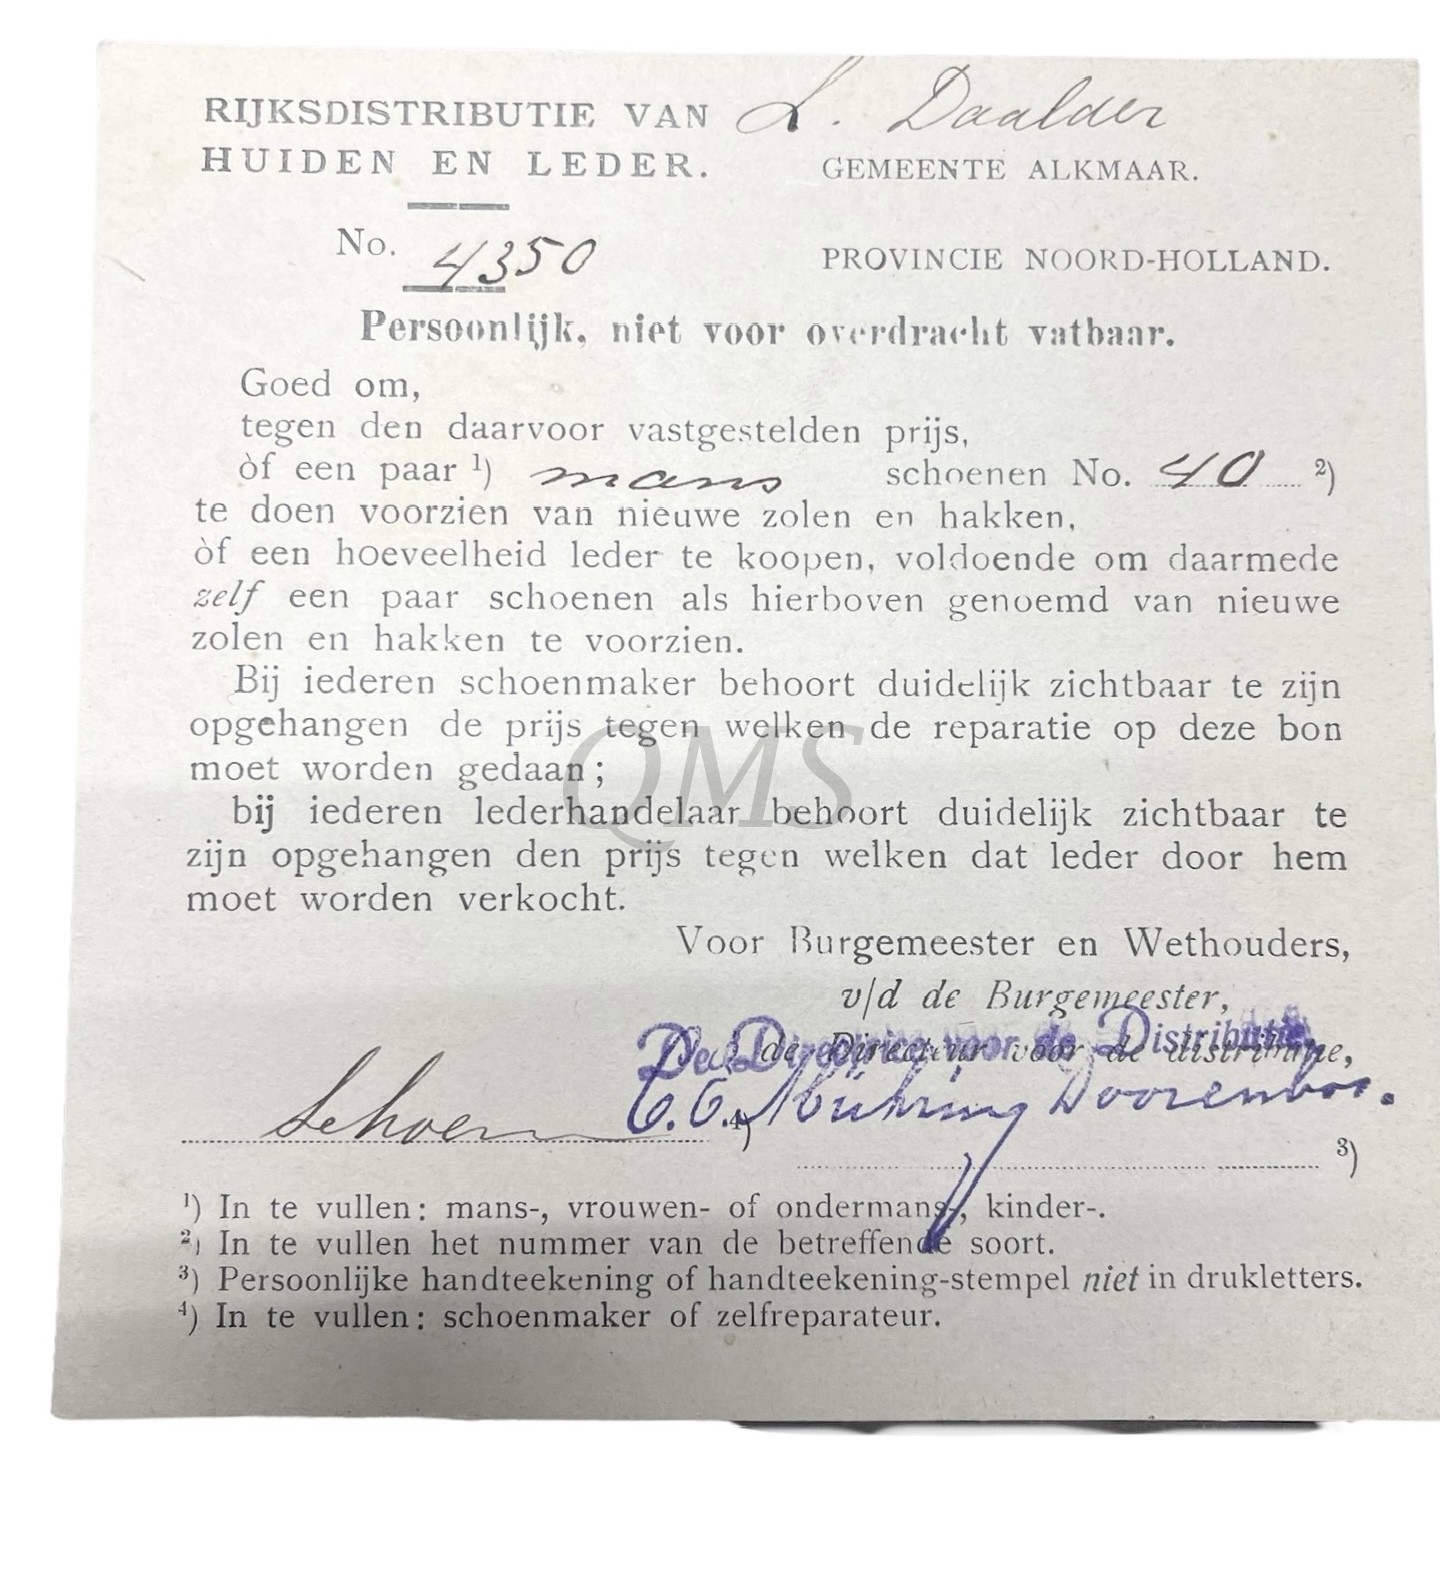 RIJKSDISTRIBUTIE VAN
HUIDEN EN LEDER.
L. Daalder
GEMEENTE ALKMAAR.
No. 4350
PROVINCIE NOORD-HOLLAND.
Persoonlijk, niet voor overdracht vatbaar.
Goed om,
tegen den daarvoor vastgestelden prijs,
òf een paar ¹) mans schoenen No. 40 ²)
te doen voorzien van nieuwe zolen en hakken,
òf een hoeveelheid leder te koopen, voldoende om daarmede
zelf een paar schoenen als hierboven genoemd van nieuwe
zolen en hakken te voorzien.
Bij iederen schoenmaker behoort duidelijk zichtbaar te zijn
opgehangen de prijs tegen welken de reparatie op deze bon
moet worden gedaan;
QMS
bij iederen lederhandelaar behoort duidelijk zichtbaar te
zijn opgehangen den prijs tegen welken dat leder door hem
moet worden verkocht.
Voor Burgemeester en Wethouders,
v/d de Burgemeester,
de Directeur voor de distributie,
De Directrice voor de Distributie,
C.C. Mühring Doorenbos.
Schoen ⁴)
³)
¹) In te vullen: mans-, vrouwen- of ondermans-, kinder-.
²) In te vullen het nummer van de betreffende soort.
³) Persoonlijke handteekening of handteekening-stempel niet in drukletters.
⁴) In te vullen: schoenmaker of zelfreparateur.